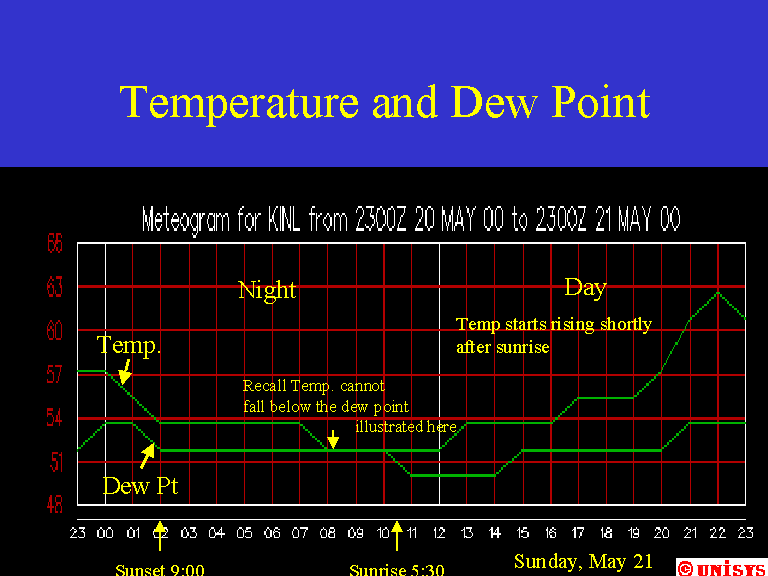 Temperature and Dew Point
Meteogram for KINL from 2300Z 20 MAY 00 to 2300Z 21 MAY 00
66
63
60
57
54
51
48
Night
Day
Temp starts rising shortly
after sunrise
Temp.
Recall Temp. cannot
fall below the dew point
illustrated here
Dew Pt
23 00 01 02 03 04 05 06 07 08 09 10 11 12 13 14 15 16 17 18 19 20 21 22 23
Sunset 9:00
Sunrise 5:30
Sunday, May 21
© UNISYS